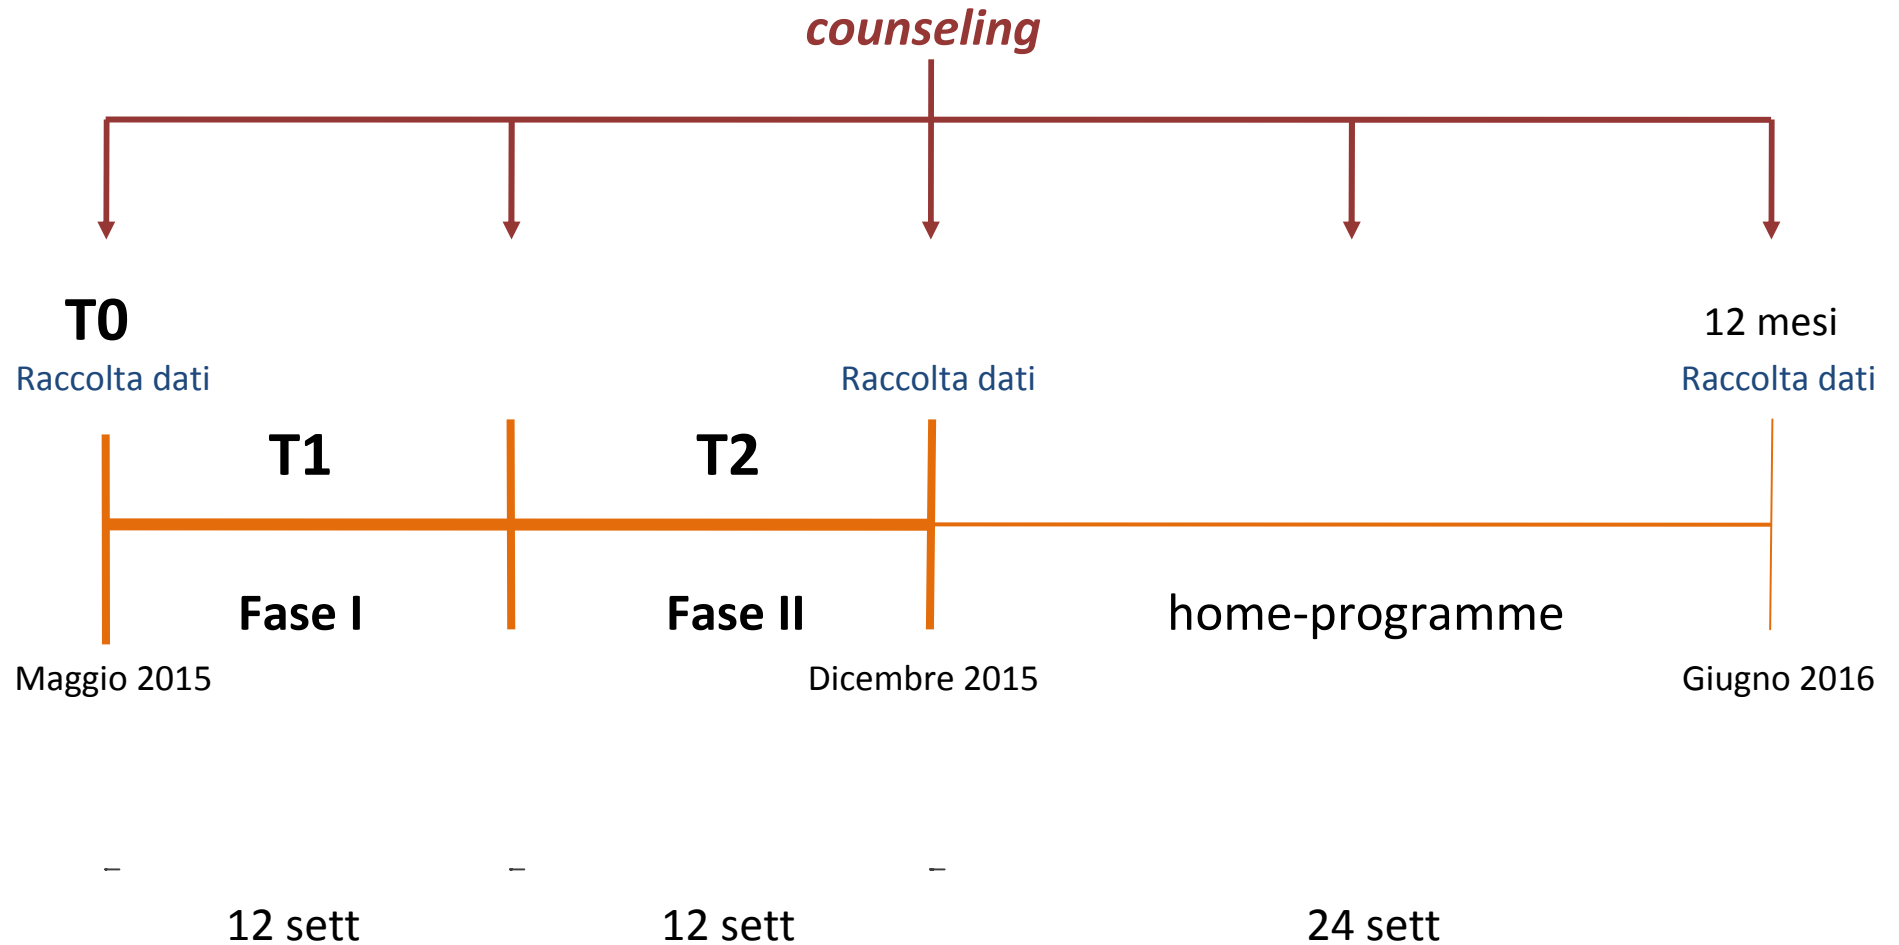 counseling
T0
12 mesi
Raccolta dati
Raccolta dati
Raccolta dati
T1
T2
Fase I
Fase II
home-programme
Maggio 2015
Dicembre 2015
Giugno 2016
12 sett
12 sett
24 sett